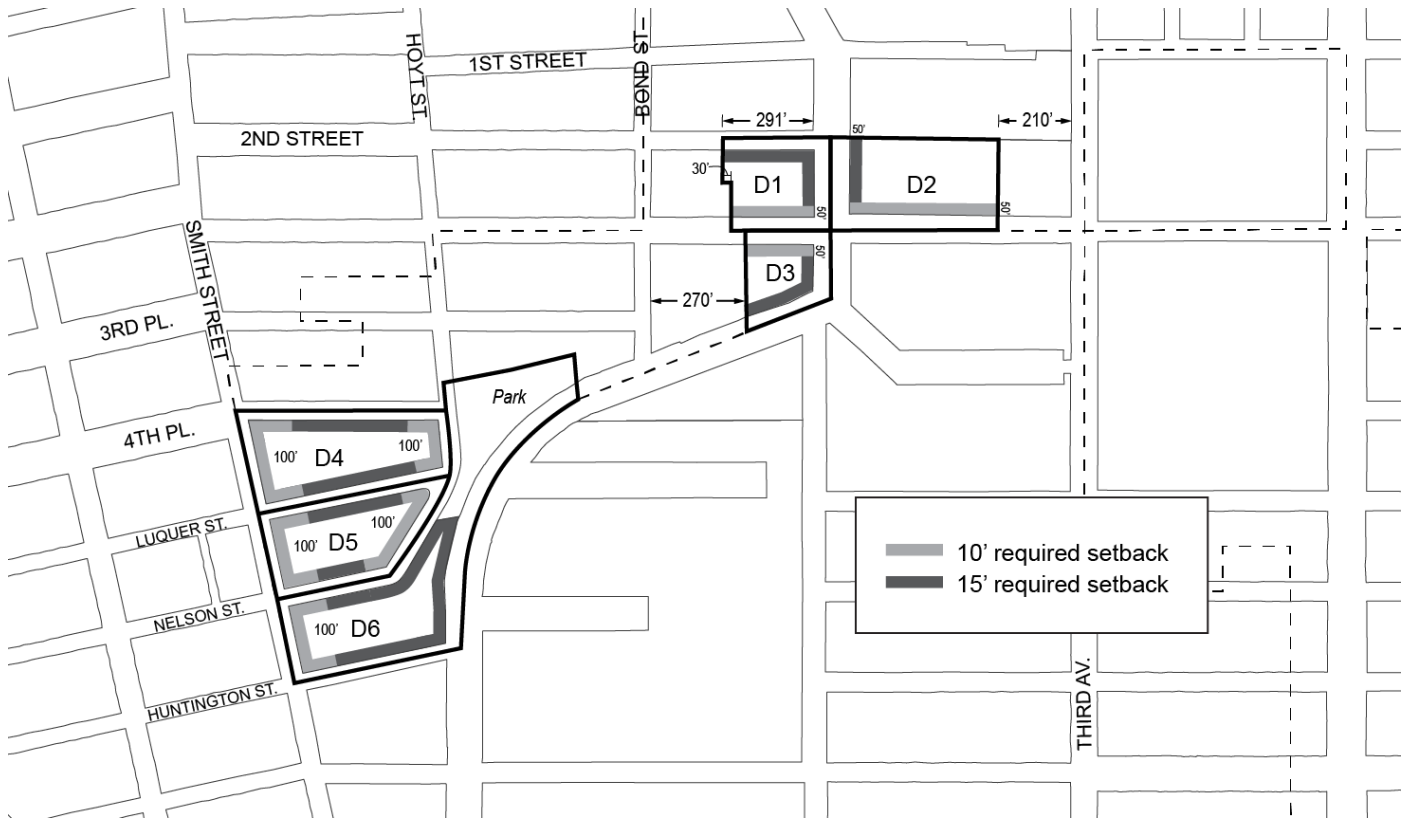 HOYT ST.
BOND ST
1ST STREET
2ND STREET
291'
210'
50'
30'
D1
D2
50'
50'
50'
D3
270'
SMITH STREET
3RD PL.
4TH PL.
Park
100'
D4
100'
100'
D5
100'
LUQUER ST.
NELSON ST.
100'
D6
HUNTINGTON ST.
10' required setback
15' required setback
THIRD AV.